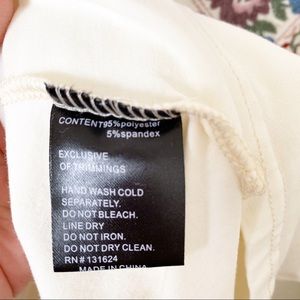 CONTENT95%polyester
5%spandex
EXCLUSIVE
OF TRIMMINGS
HAND WASH COLD
SEPARATELY.
DO NOT BLEACH.
LINE DRY
DO NOT IRON.
DO NOT DRY CLEAN.
RN#131624
MADE IN CHINA